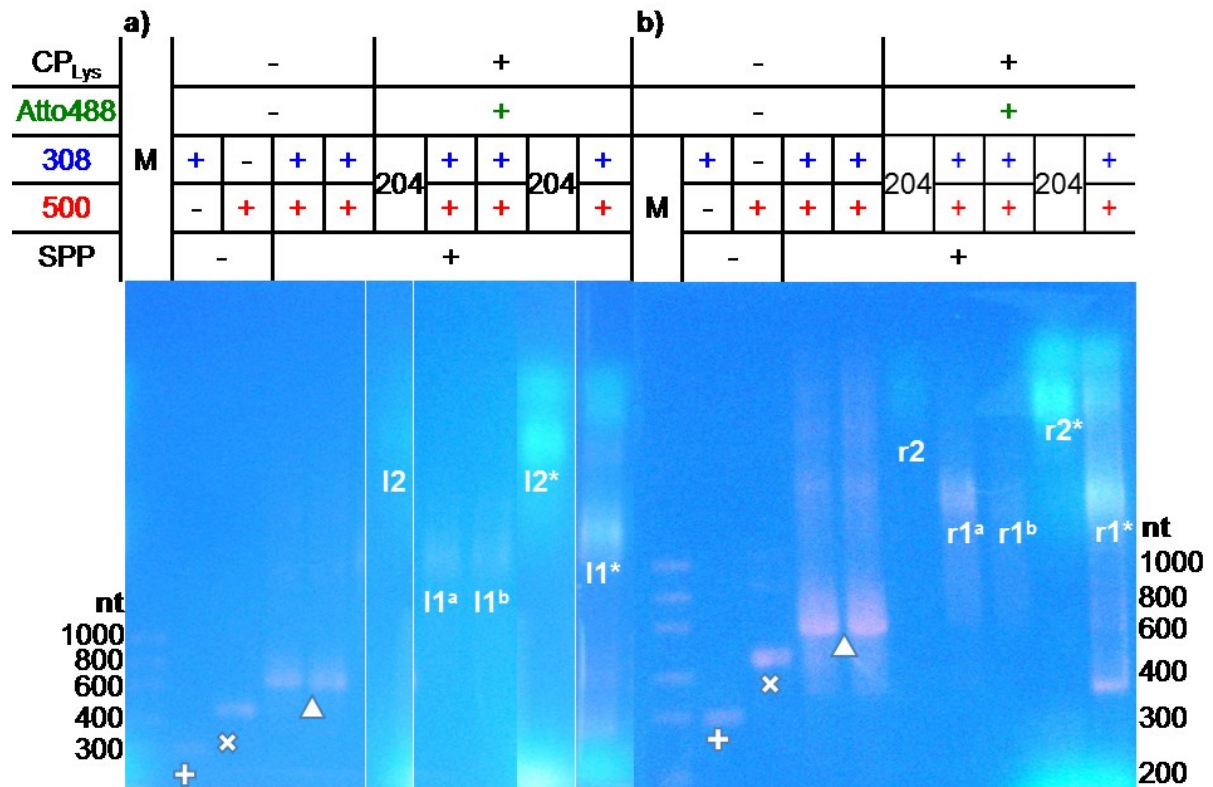 a) b)
CPLys - + - +
Atto488 - + - +
308 M + - + + 204 + + 204 + + - + + 204 + + 204 +
500 - + + + + + + M - + + + + + +
SPP - + - +
l2 l2* r2 r2*
l1a l1b l1* r1a r1b r1*
nt
1000
800
600
400
300
nt
1000
800
600
400
300
200
+ × △
+ × △